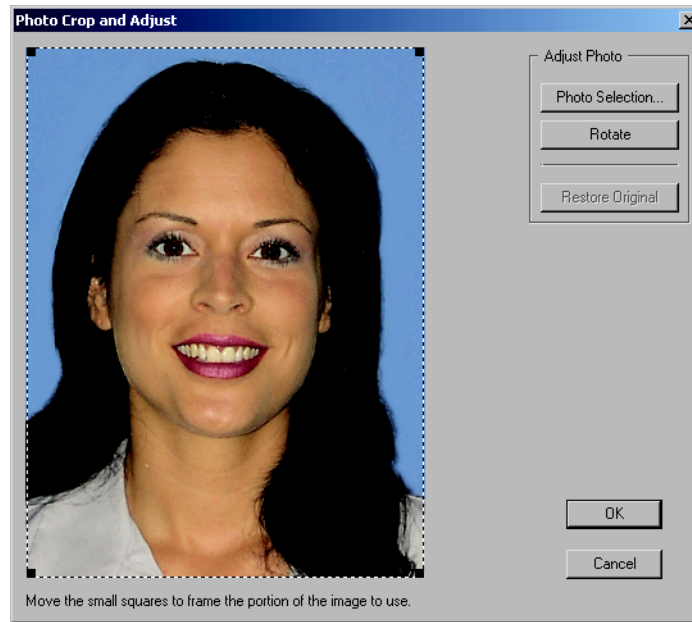 Photo Crop and Adjust
Adjust Photo
Photo Selection...
Rotate
Restore Original
OK
Cancel
Move the small squares to frame the portion of the image to use.